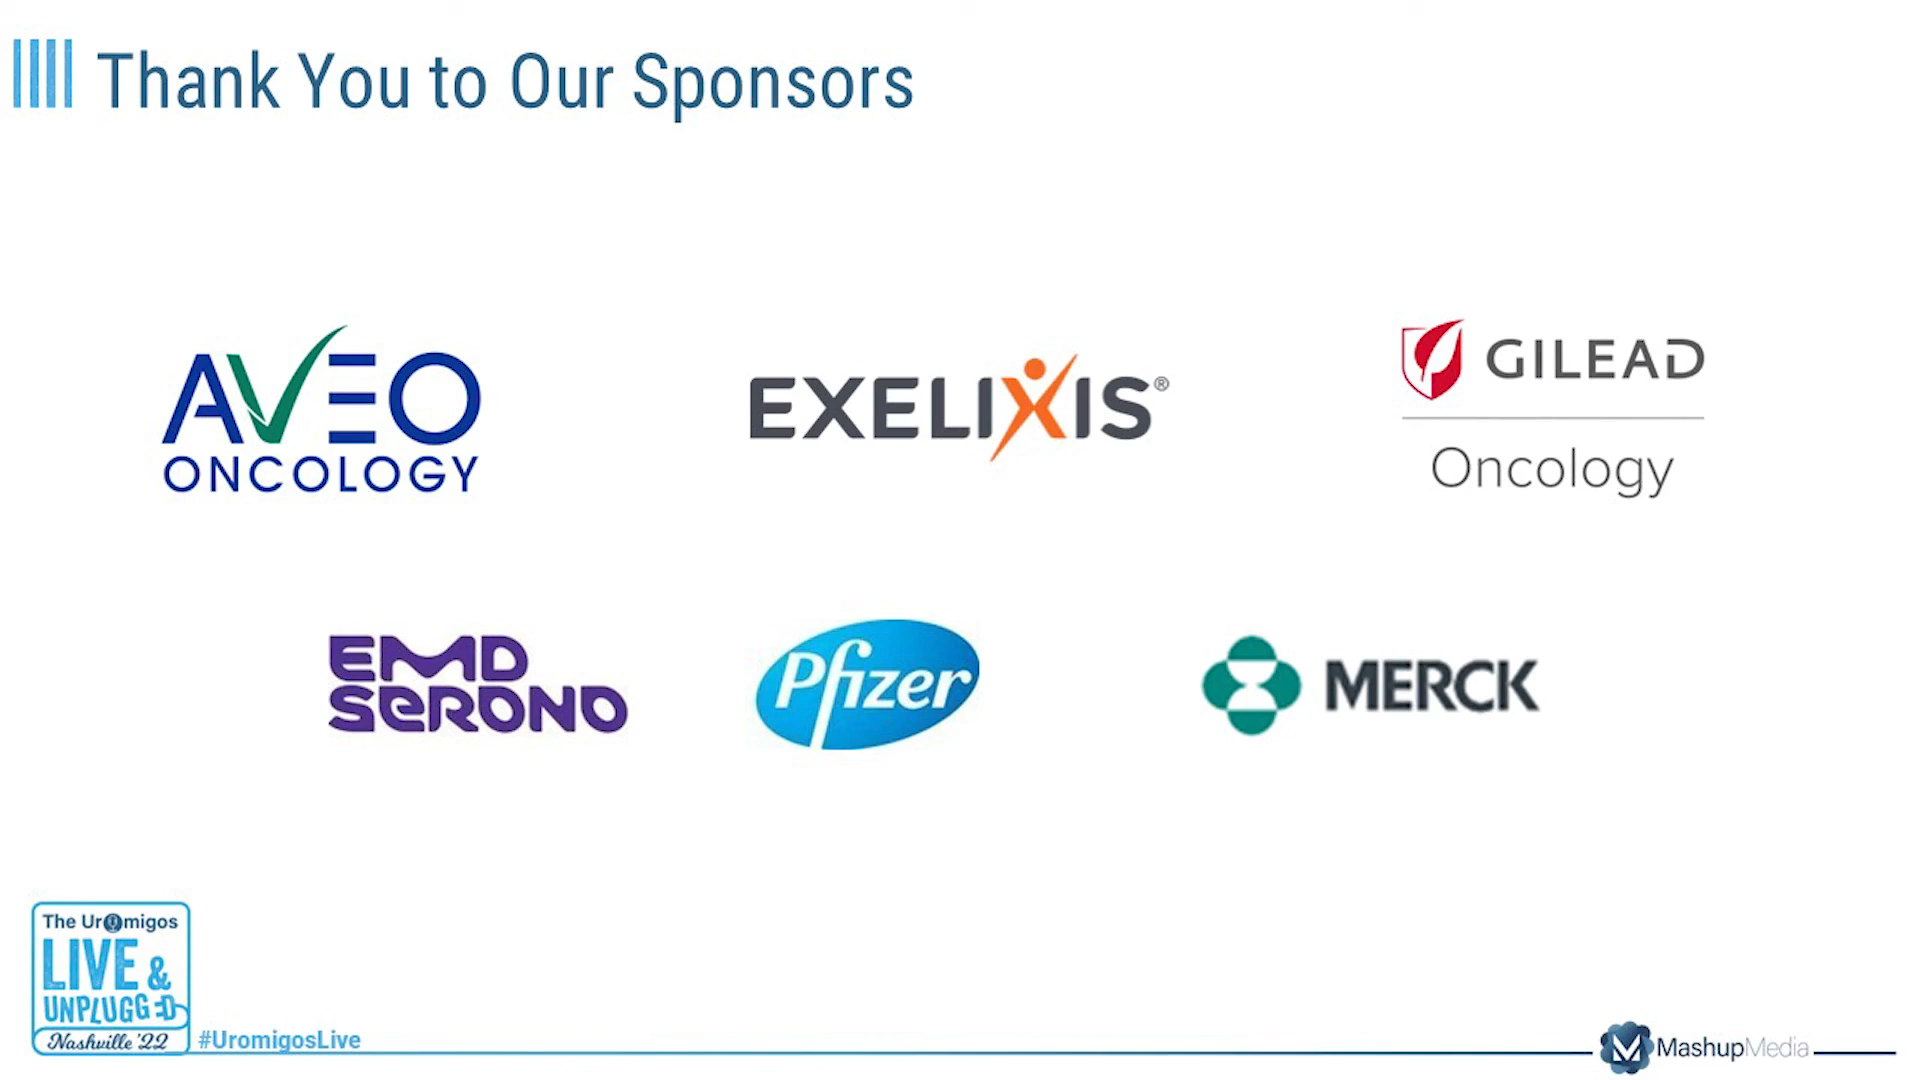 Thank You to Our Sponsors
AVEO
ONCOLOGY
EXELIXIS®
GILEAD
Oncology
EMD
SERONO
Pfizer
MERCK
The Uromigos
LIVE &
UNPLUGGED
Nashville '22
#UromigosLive
MashupMedia